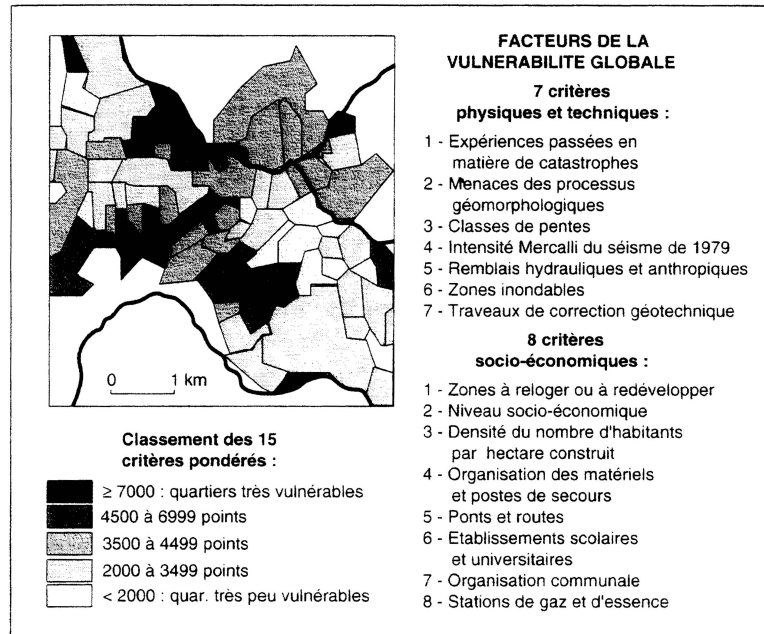 FACTEURS DE LA
VULNERABILITE GLOBALE
7 critères
physiques et techniques :
1 - Expériences passées en
matière de catastrophes
2 - Menaces des processus
géomorphologiques
3 - Classes de pentes
4 - Intensité Mercalli du séisme de 1979
5 - Remblais hydrauliques et anthropiques
6 - Zones inondables
7 - Traveaux de correction géotechnique
8 critères
socio-économiques :
1 - Zones à reloger ou à redévelopper
2 - Niveau socio-économique
3 - Densité du nombre d'habitants
par hectare construit
4 - Organisation des matériels
et postes de secours
5 - Ponts et routes
6 - Etablissements scolaires
et universitaires
7 - Organisation communale
8 - Stations de gaz et d'essence
0 1 km
Classement des 15
critères pondérés :
≥ 7000 : quartiers très vulnérables
4500 à 6999 points
3500 à 4499 points
2000 à 3499 points
< 2000 : quar. très peu vulnérables